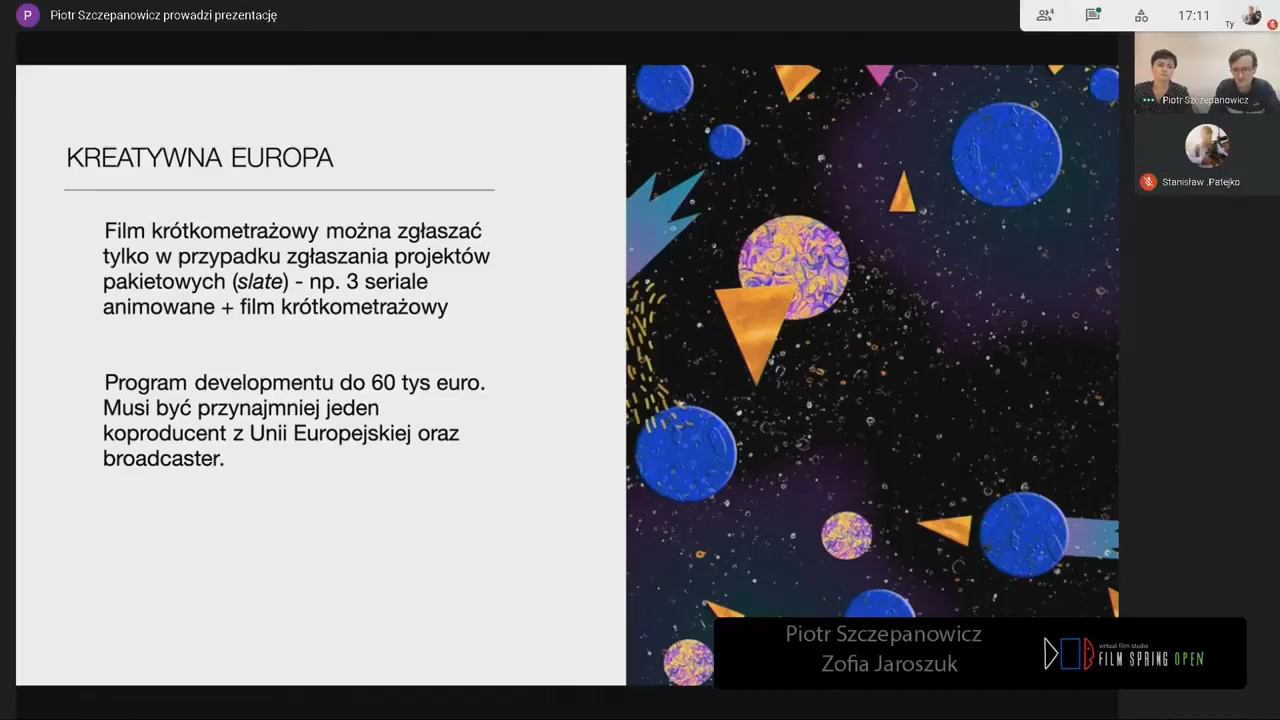 P Piotr Szczepanowicz prowadzi prezentację
4
17:11
Ty
Piotr Szczepanowicz
Stanisław .Patejko
KREATYWNA EUROPA
Film krótkometrażowy można zgłaszać
tylko w przypadku zgłaszania projektów
pakietowych (slate) - np. 3 seriale
animowane + film krótkometrażowy
Program developmentu do 60 tys euro.
Musi być przynajmniej jeden
koproducent z Unii Europejskiej oraz
broadcaster.
Piotr Szczepanowicz
Zofia Jaroszuk
virtual film studio
FILM SPRING OPEN